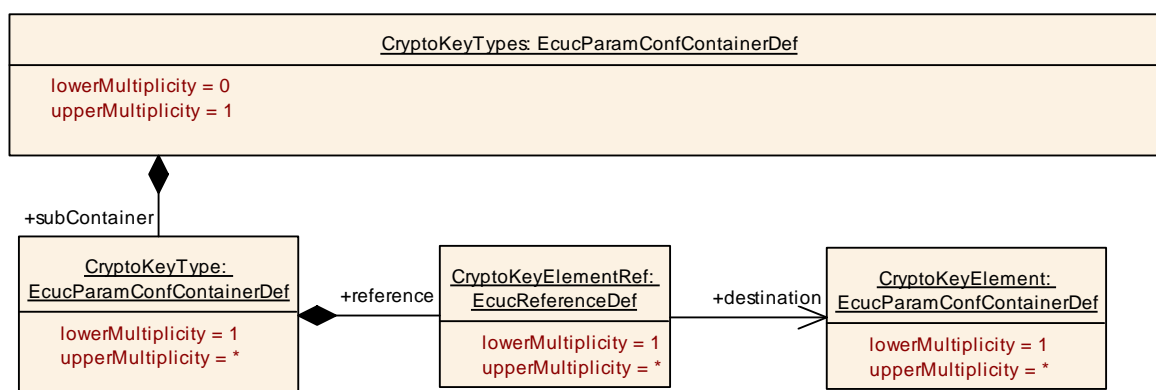 CryptoKeyTypes: EcucParamConfContainerDef
lowerMultiplicity = 0
upperMultiplicity = 1
+subContainer
CryptoKeyType:
EcucParamConfContainerDef
lowerMultiplicity = 1
upperMultiplicity = *
+reference
CryptoKeyElementRef:
EcucReferenceDef
lowerMultiplicity = 1
upperMultiplicity = *
+destination
CryptoKeyElement:
EcucParamConfContainerDef
lowerMultiplicity = 1
upperMultiplicity = *